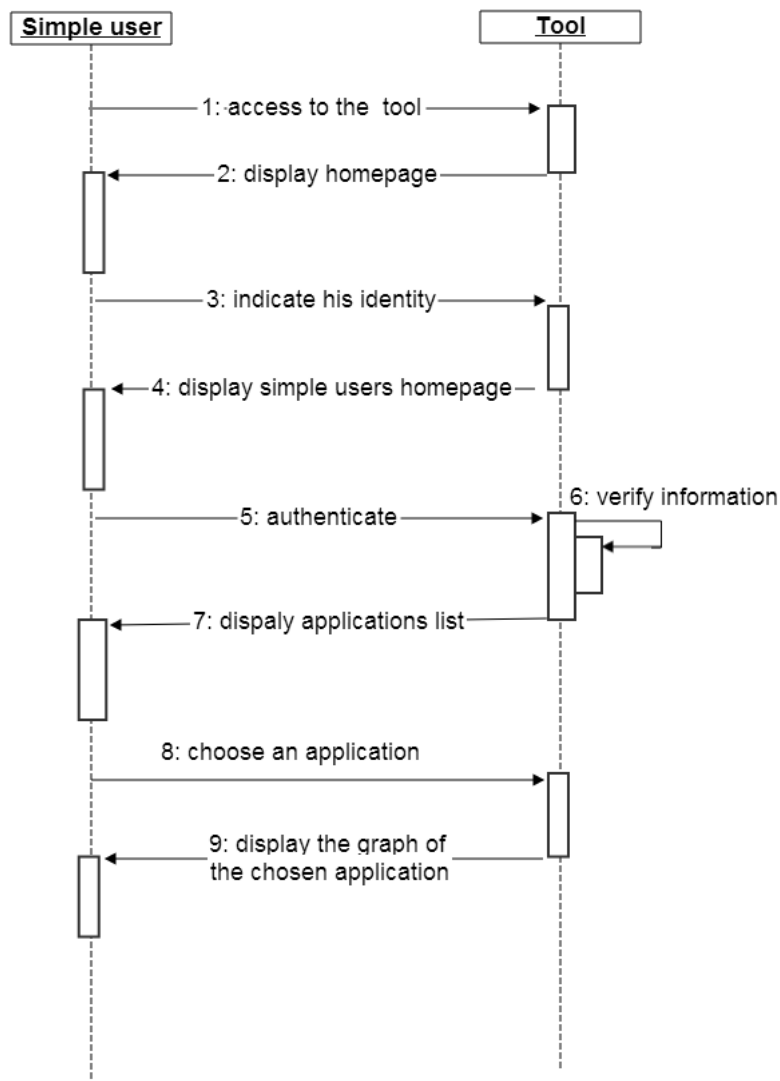 Simple user
Tool
1: access to the tool
2: display homepage
3: indicate his identity
4: display simple users homepage
6: verify information
5: authenticate
7: dispaly applications list
8: choose an application
9: display the graph of
the chosen application